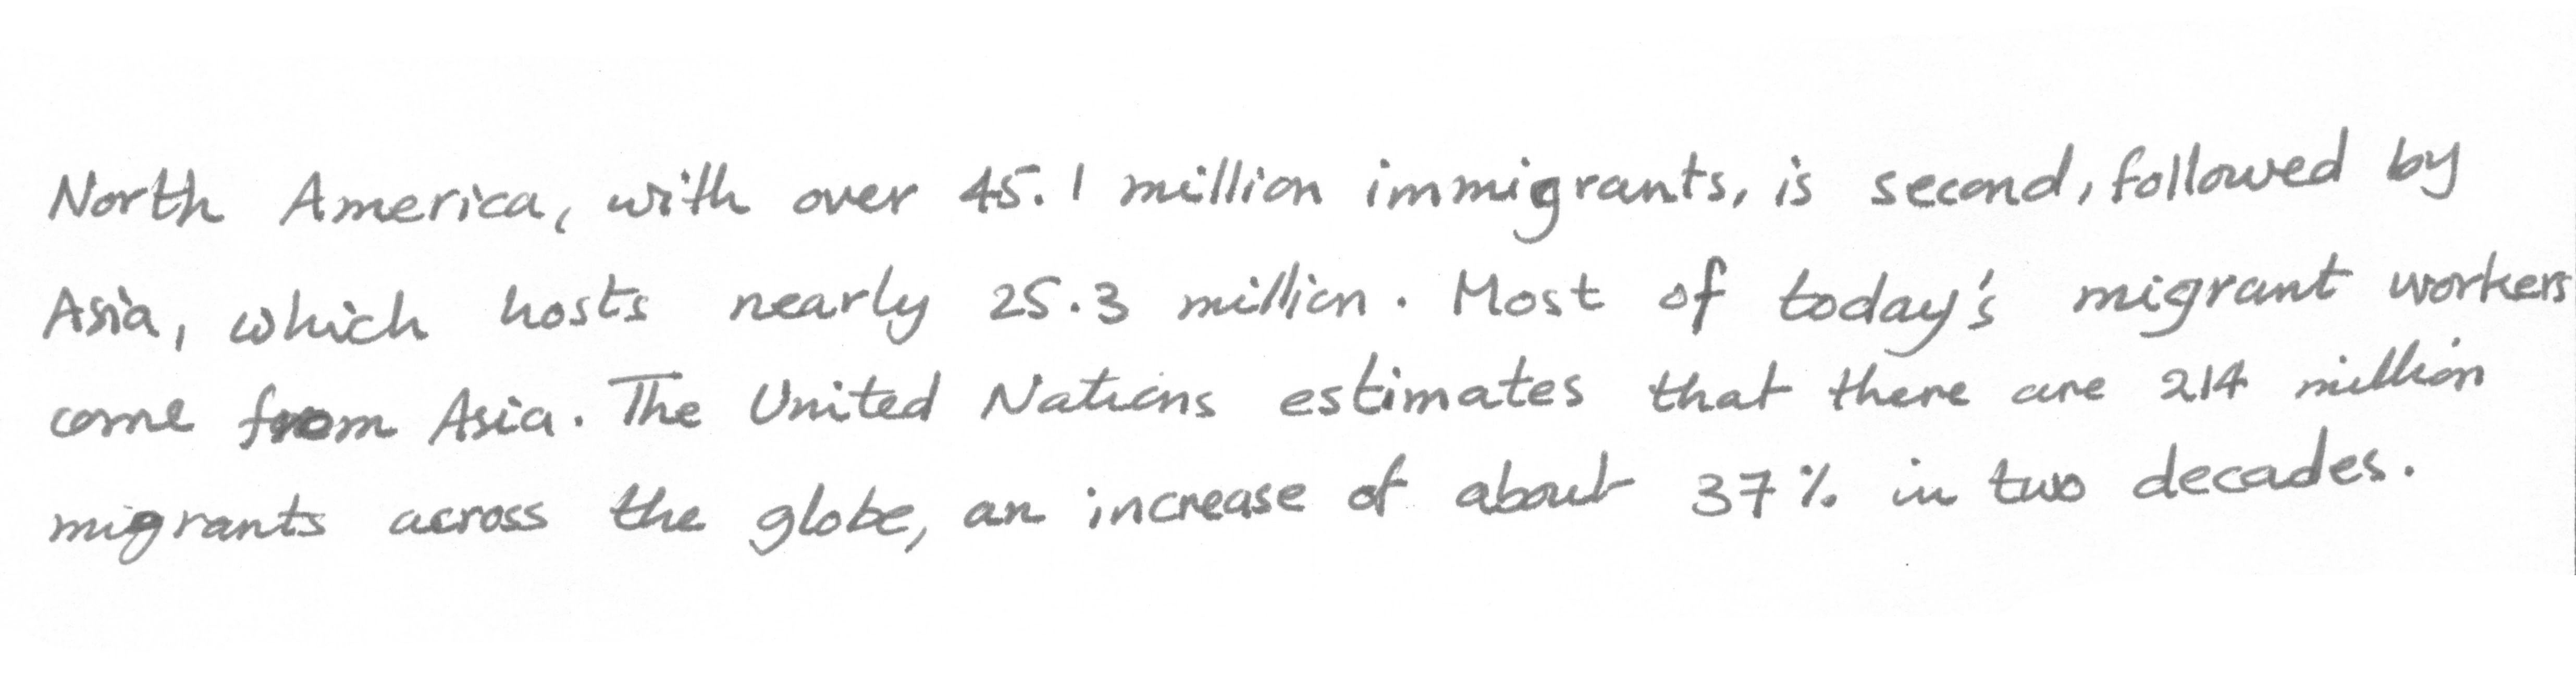 North America, with over 45.1 million immigrants, is second, followed by
Asia, which hosts nearly 25.3 million. Most of today's migrant workers
come from Asia. The United Nations estimates that there are 214 million
migrants across the globe, an increase of about 37% in two decades.